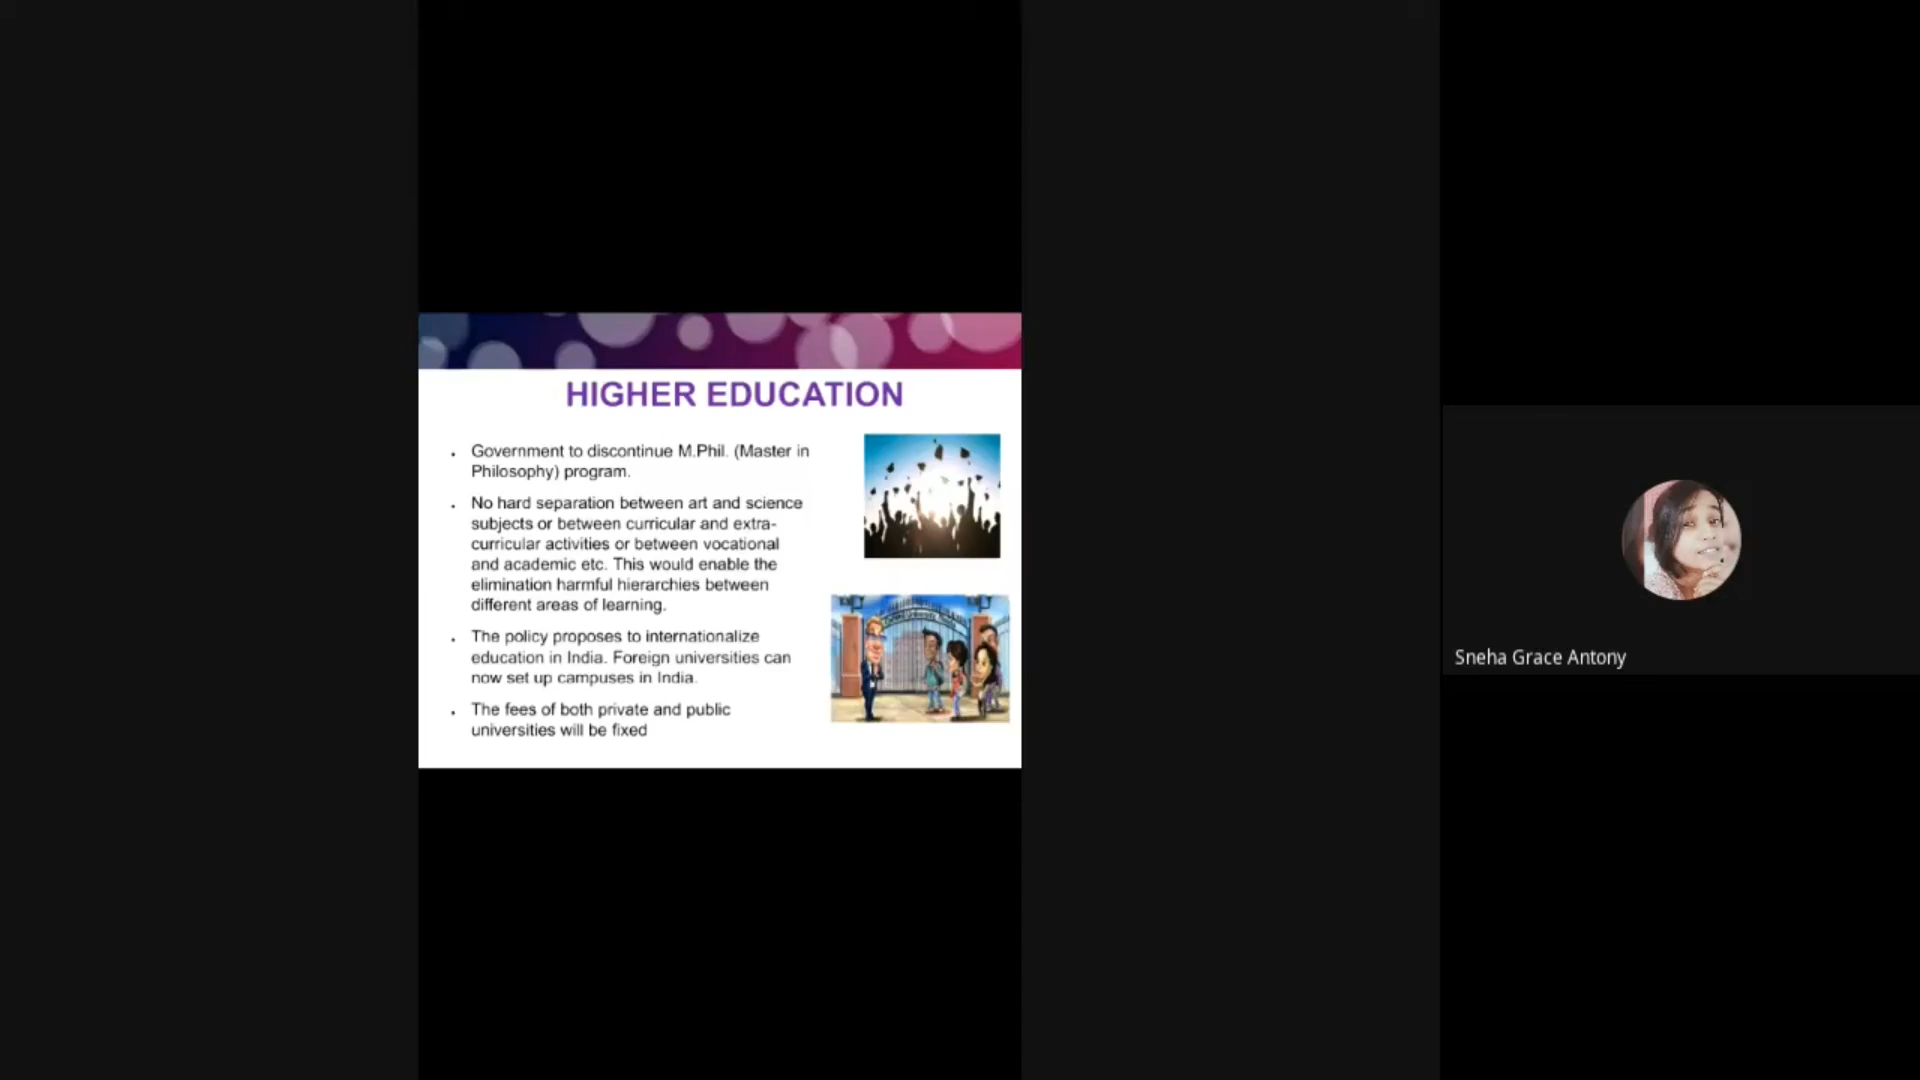 HIGHER EDUCATION
. Government to discontinue M.Phil. (Master in
Philosophy) program.
. No hard separation between art and science
subjects or between curricular and extra-
curricular activities or between vocational
and academic etc. This would enable the
elimination harmful hierarchies between
different areas of learning.
. The policy proposes to internationalize
education in India. Foreign universities can
now set up campuses in India.
. The fees of both private and public
universities will be fixed
Sneha Grace Antony